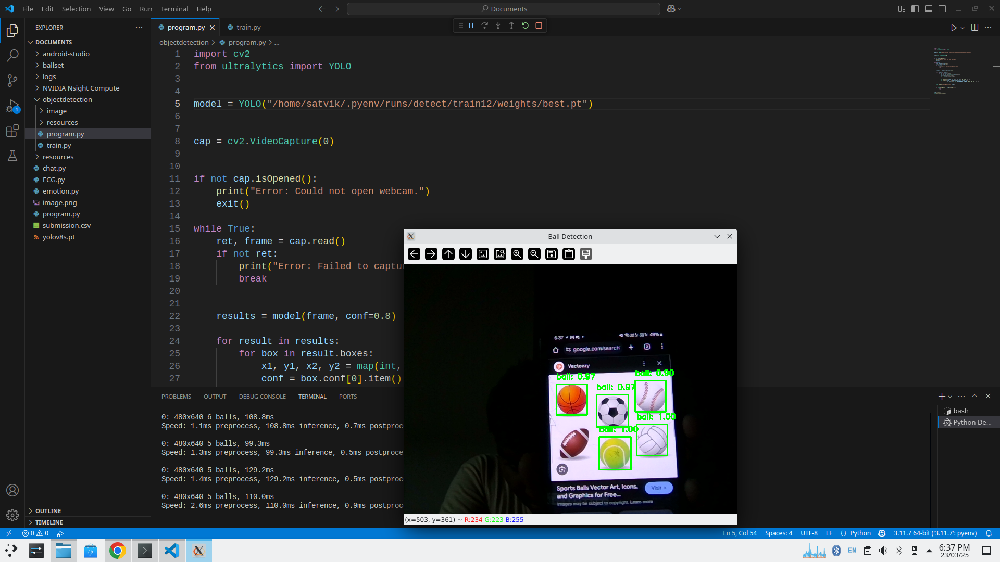 File Edit Selection View Go Run Terminal Help
Documents
EXPLORER
program.py
train.py
DOCUMENTS
android-studio
ballset
logs
NVIDIA Nsight Compute
objectdetection
image
resources
program.py
train.py
resources
chat.py
ECG.py
emotion.py
image.png
program.py
submission.csv
yolov8s.pt
OUTLINE
TIMELINE
1
objectdetection > program.py > ...
1 import cv2
2 from ultralytics import YOLO
3
4
5 model = YOLO("/home/satvik/.pyenv/runs/detect/train12/weights/best.pt")
6
7
8 cap = cv2.VideoCapture(0)
9
10
11 if not cap.isOpened():
12 print("Error: Could not open webcam.")
13 exit()
14
15 while True:
16 ret, frame = cap.read()
17 if not ret:
18 print("Error: Failed to captu
19 break
20
21
22 results = model(frame, conf=0.8)
23
24 for result in results:
25 for box in result.boxes:
26 x1, y1, x2, y2 = map(int,
27 conf = box.conf[0].item()
PROBLEMS OUTPUT DEBUG CONSOLE TERMINAL PORTS
0: 480x640 6 balls, 108.8ms
Speed: 1.1ms preprocess, 108.8ms inference, 0.7ms postproc
0: 480x640 5 balls, 99.3ms
Speed: 1.3ms preprocess, 99.3ms inference, 0.5ms postproce
0: 480x640 5 balls, 129.2ms
Speed: 1.4ms preprocess, 129.2ms inference, 0.5ms postproc
0: 480x640 5 balls, 110.0ms
Speed: 2.6ms preprocess, 110.0ms inference, 0.9ms postproc
bash
Python De...
Ball Detection
6:37
49%
google.com/search
2
Vecteezy
ball: 0.97
ball: 0.97
ball: 0.90
ball: 1.00
ball: 1.00
Sports Balls Vector Art, Icons,
and Graphics for Free...
Visit >
Images may be subject to copyright. Learn more
(x=503, y=361) ~ R:234 G:223 B:255
0 0
Ln 5, Col 54 Spaces: 4 UTF-8 LF {} Python 3.11.7 64-bit ('3.11.7': pyenv)
EN
6:37 PM
23/03/25